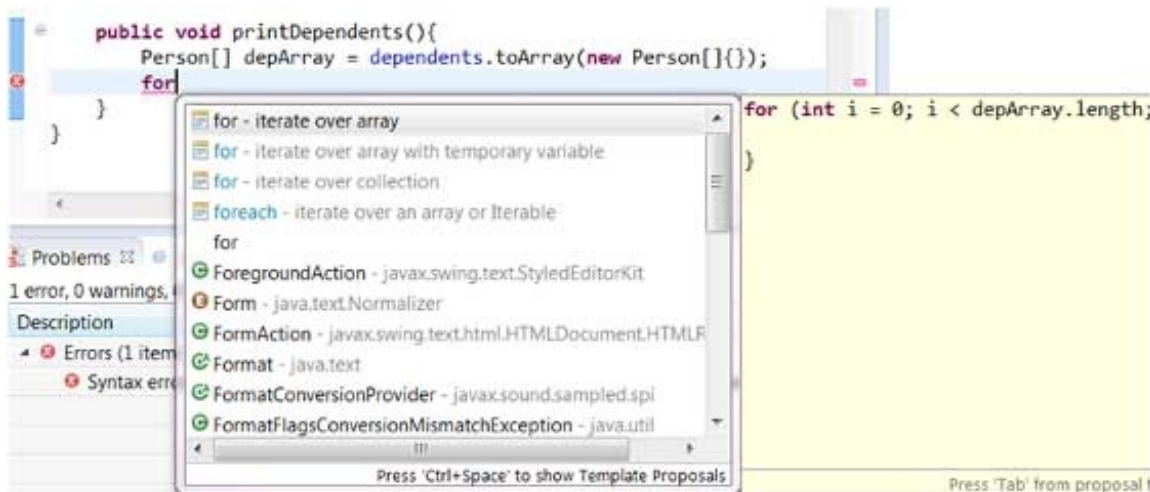 public void printDependents(){
Person[] depArray = dependents.toArray(new Person[]{});
for
}
}
for - iterate over array
for - iterate over array with temporary variable
for - iterate over collection
foreach - iterate over an array or Iterable
for
ForegroundAction - javax.swing.text.StyledEditorKit
Form - java.text.Normalizer
FormAction - javax.swing.text.html.HTMLDocument.HTMLR
Format - java.text
FormatConversionProvider - javax.sound.sampled.spi
FormatFlagsConversionMismatchException - java.util
Press 'Ctrl+Space' to show Template Proposals
for (int i = 0; i < depArray.length;
}
Press 'Tab' from proposal t
Problems
1 error, 0 warnings,
Description
Errors (1 item
Syntax erro